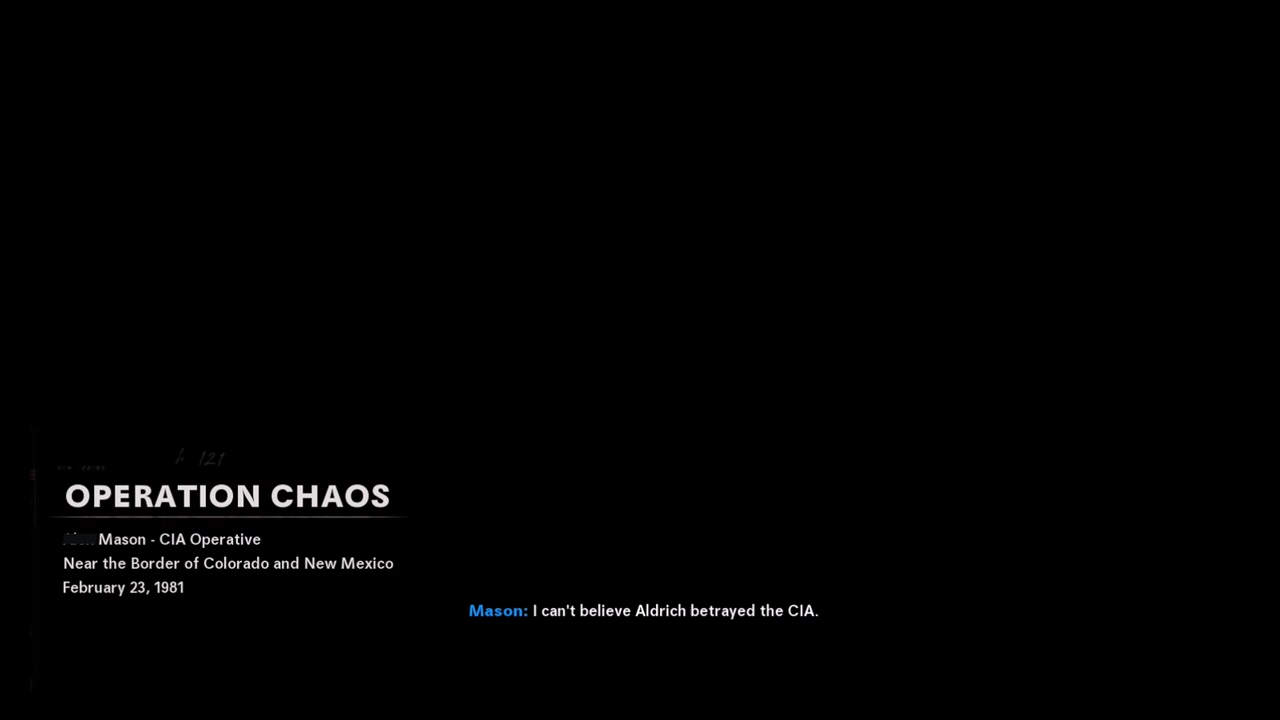 121
OPERATION CHAOS
Mason - CIA Operative
Near the Border of Colorado and New Mexico
February 23, 1981
Mason: I can't believe Aldrich betrayed the CIA.